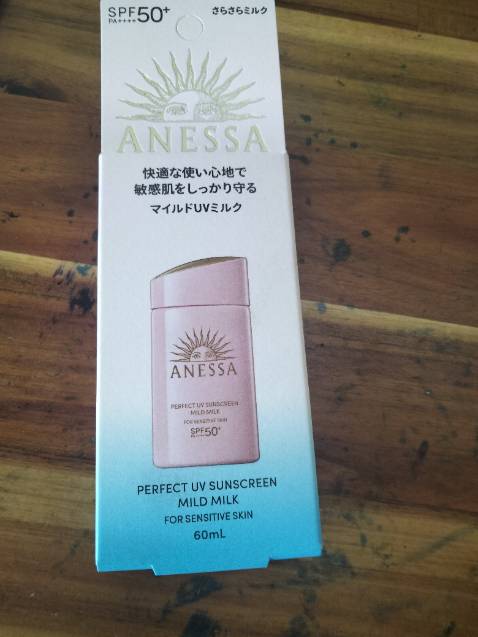 SPF50+
PA++++
さらさらミルク
ANESSA
快適な使い心地で
敏感肌をしっかり守る
マイルドUVミルク
ANESSA
PERFECT UV SUNSCREEN
MILD MILK
FOR SENSITIVE SKIN
SPF50+
PA++++
PERFECT UV SUNSCREEN
MILD MILK
FOR SENSITIVE SKIN
60mL